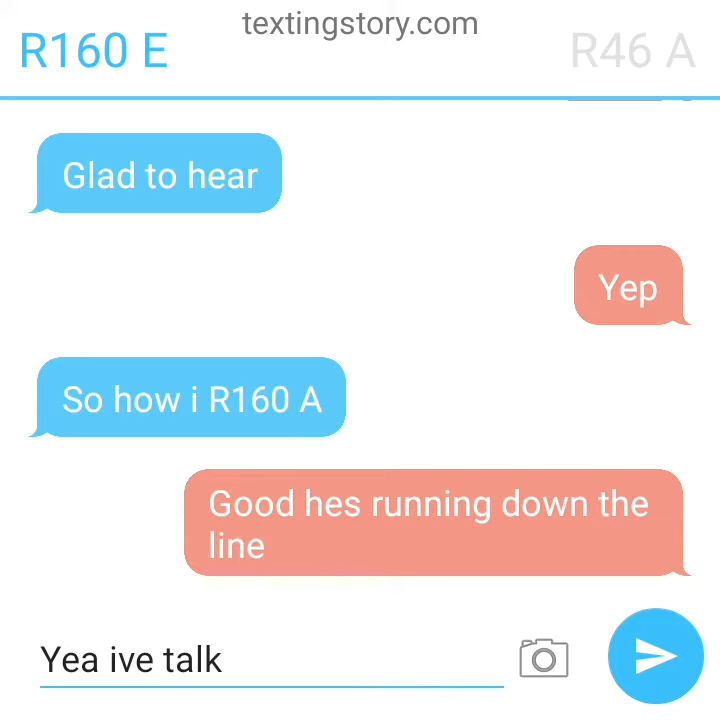 textingstory.com
R160 E
R46 A
Glad to hear
Yep
So how i R160 A
Good hes running down the
line
Yea ive talk